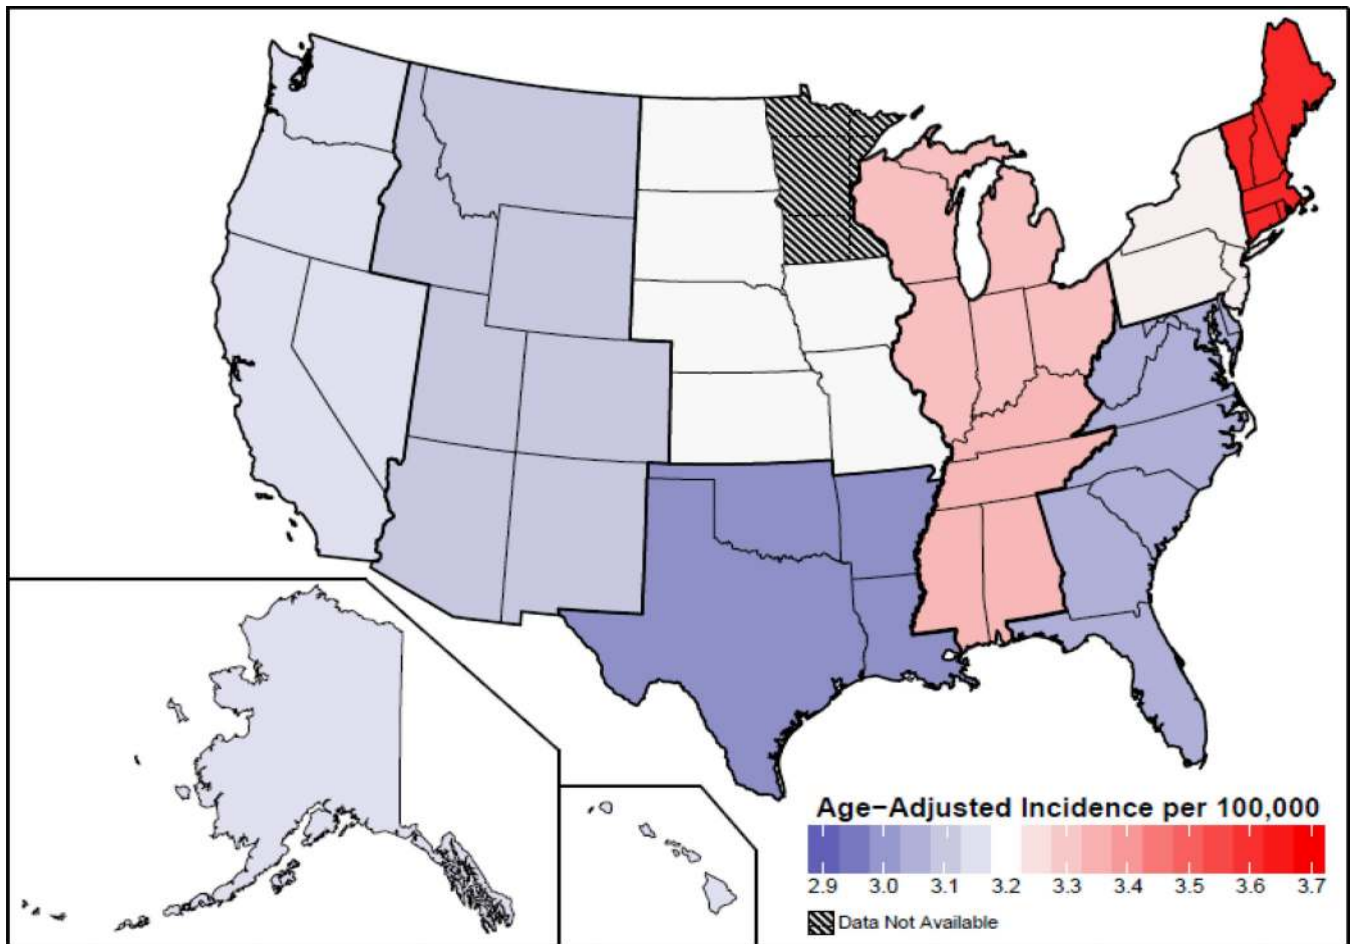 Age−Adjusted Incidence per 100,000
2.9 3.0 3.1 3.2 3.3 3.4 3.5 3.6 3.7
Data Not Available